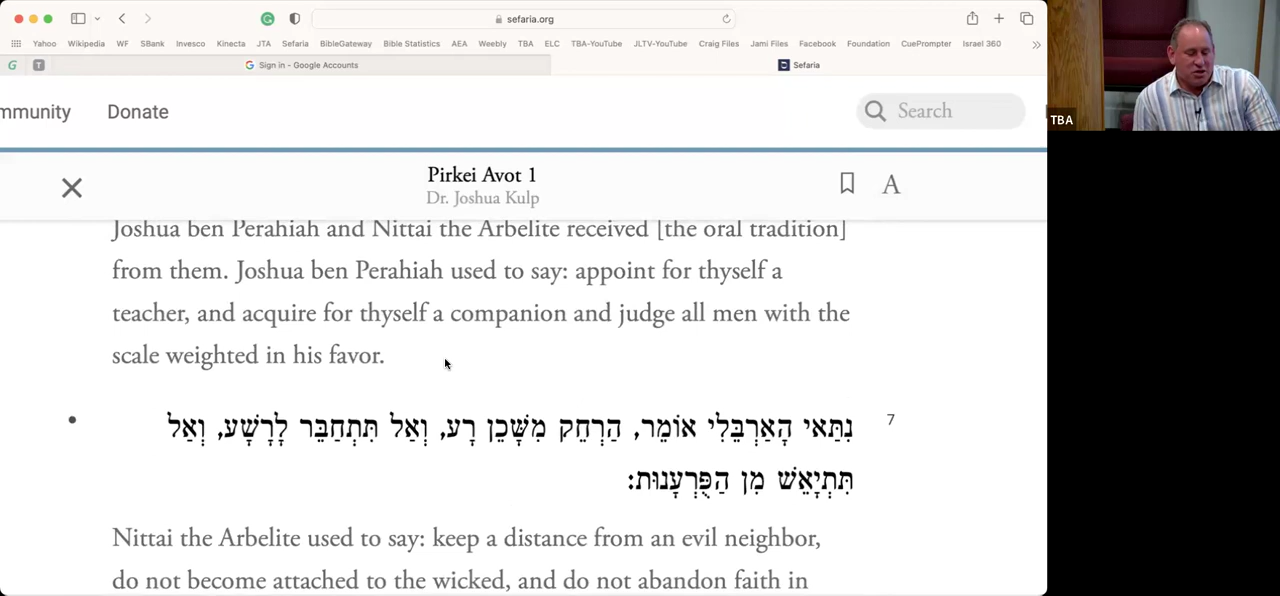 sefaria.org
Yahoo Wikipedia WF SBank Invesco Kinecta JTA Sefaria BibleGateway Bible Statistics AEA Weebly TBA ELC TBA-YouTube JLTV-YouTube Craig Files Jami Files Facebook Foundation CuePrompter Israel 360 »
G T G Sign in - Google Accounts Sefaria
TBA
mmunity Donate Search
Pirkei Avot 1
Dr. Joshua Kulp
A
Joshua ben Perahiah and Nittai the Arbelite received [the oral tradition]
from them. Joshua ben Perahiah used to say: appoint for thyself a
teacher, and acquire for thyself a companion and judge all men with the
scale weighted in his favor.
7
נִתַּאי הָאַרְבֵּלִי אוֹמֵר, הַרְחֵק מִשָּׁכֵן רָע, וְאַל תִּתְחַבֵּר לָרָשָׁע, וְאַל
תִּתְיָאֵשׁ מִן הַפֻּרְעָנוּת:
Nittai the Arbelite used to say: keep a distance from an evil neighbor,
do not become attached to the wicked, and do not abandon faith in